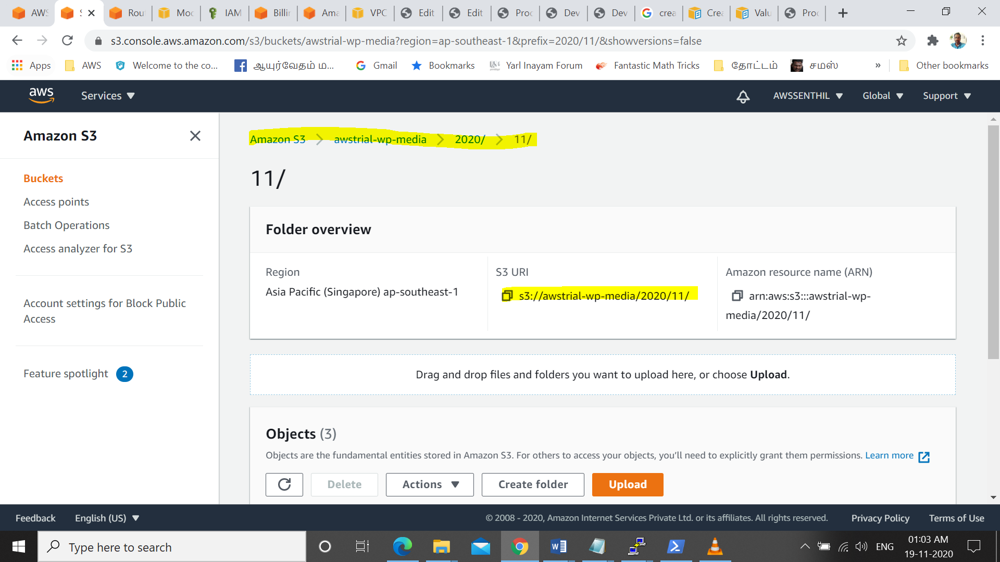 AWS
Rou
Moc
IAM
Billin
Ama
VPC
Edit
Edit
Proc
Dev
Dev
crea
Crea
Valu
Proc
s3.console.aws.amazon.com/s3/buckets/awstrial-wp-media?region=ap-southeast-1&prefix=2020/11/&showversions=false
Apps
AWS
Welcome to the co...
ஆயுர்வேதம் ம...
Gmail
Bookmarks
Yarl Inayam Forum
Fantastic Math Tricks
தோட்டம்
சமஸ்
»
Other bookmarks
aws
Services
AWSSENTHIL
Global
Support
Amazon S3
Buckets
Access points
Batch Operations
Access analyzer for S3
Account settings for Block Public
Access
Feature spotlight 2
Amazon S3 > awstrial-wp-media > 2020/ > 11/
11/
Folder overview
Region
Asia Pacific (Singapore) ap-southeast-1
S3 URI
s3://awstrial-wp-media/2020/11/
Amazon resource name (ARN)
arn:aws:s3:::awstrial-wp-
media/2020/11/
Drag and drop files and folders you want to upload here, or choose Upload.
Objects (3)
Objects are the fundamental entities stored in Amazon S3. For others to access your objects, you'll need to explicitly grant them permissions. Learn more
Delete
Actions
Create folder
Upload
Feedback
English (US)
© 2008 - 2020, Amazon Internet Services Private Ltd. or its affiliates. All rights reserved.
Privacy Policy
Terms of Use
Type here to search
ENG
01:03 AM
19-11-2020